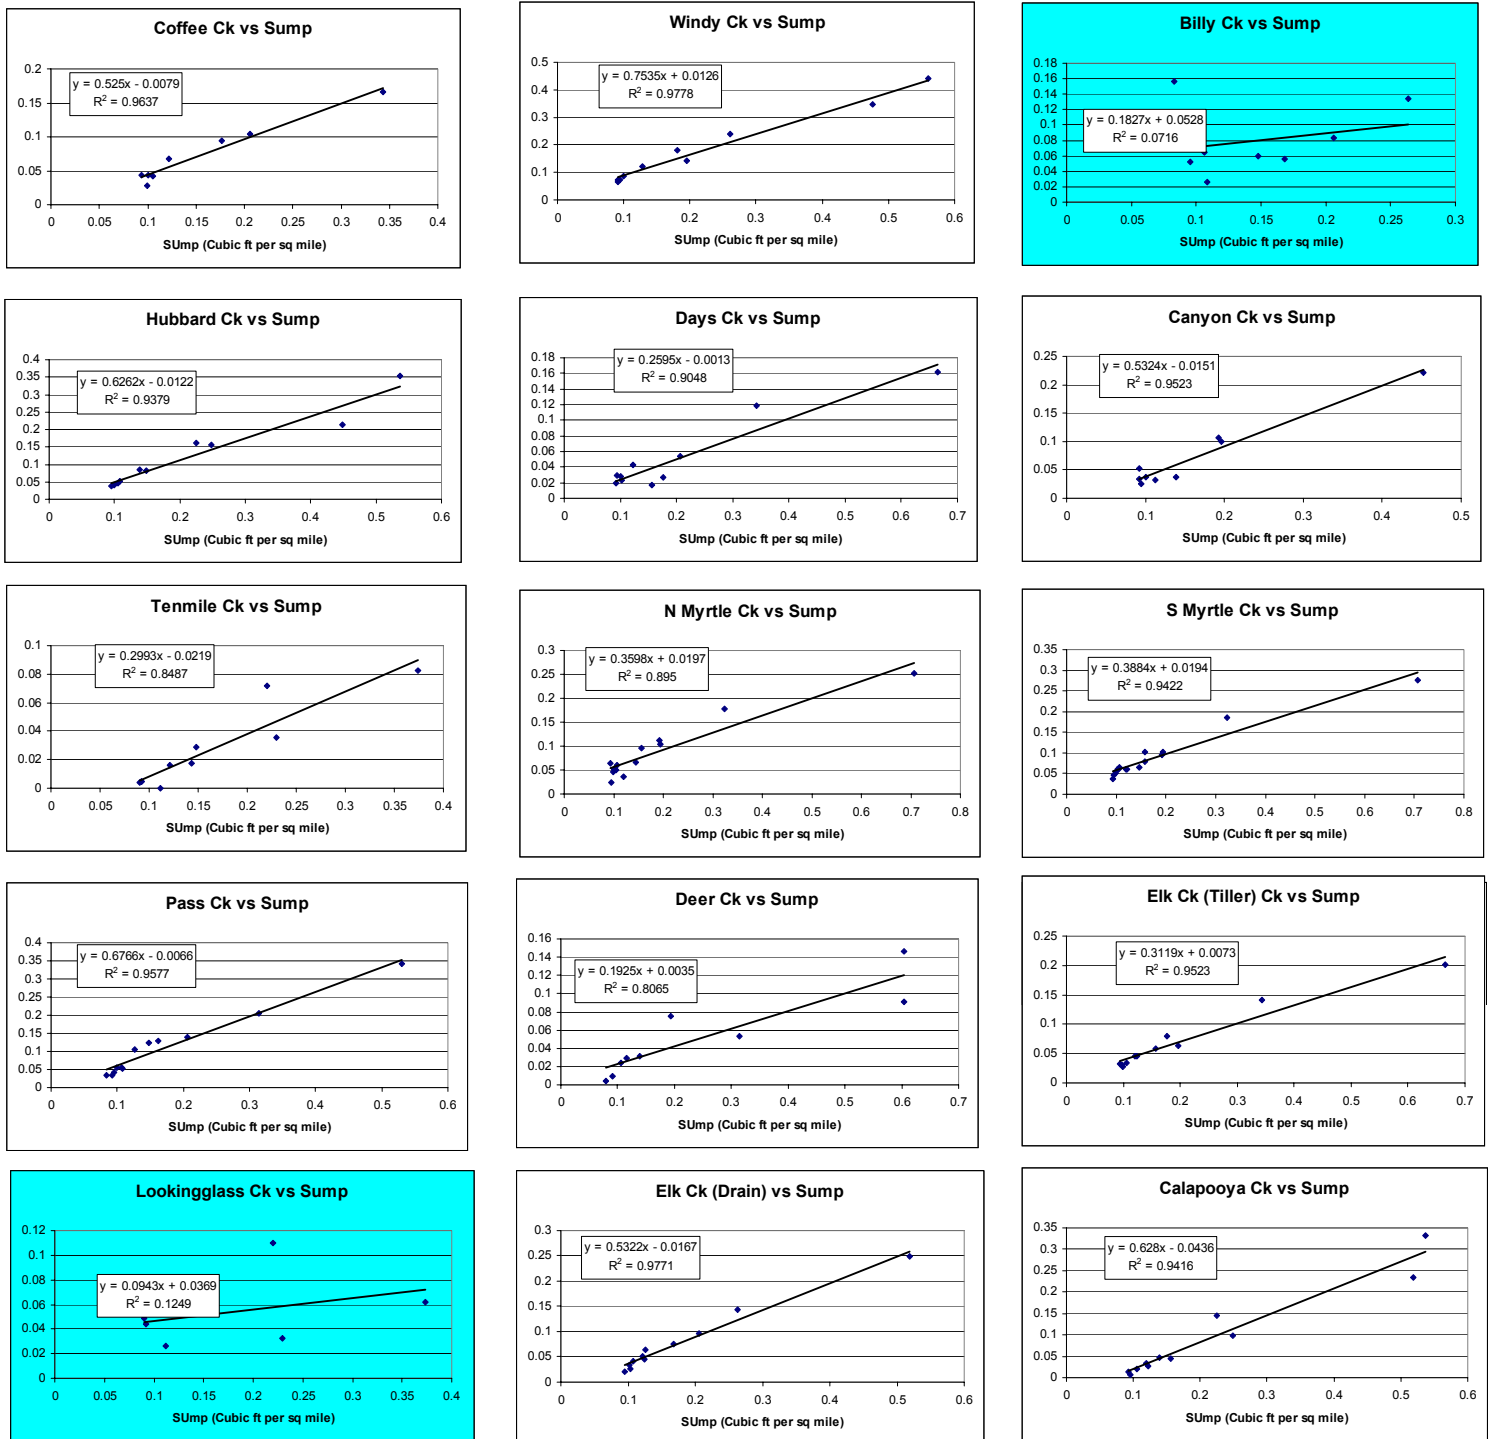 Coffee Ck vs Sump
0.2
0.15
0.1
0.05
0
y = 0.525x - 0.0079
R² = 0.9637
0 0.05 0.1 0.15 0.2 0.25 0.3 0.35 0.4
SUmp (Cubic ft per sq mile)
Windy Ck vs Sump
0.5
0.4
0.3
0.2
0.1
0
y = 0.7535x + 0.0126
R² = 0.9778
0 0.1 0.2 0.3 0.4 0.5 0.6
SUmp (Cubic ft per sq mile)
Billy Ck vs Sump
0.18
0.16
0.14
0.12
0.1
0.08
0.06
0.04
0.02
0
y = 0.1827x + 0.0528
R² = 0.0716
0 0.05 0.1 0.15 0.2 0.25 0.3
SUmp (Cubic ft per sq mile)
Hubbard Ck vs Sump
0.4
0.35
0.3
0.25
0.2
0.15
0.1
0.05
0
y = 0.6262x - 0.0122
R² = 0.9379
0 0.1 0.2 0.3 0.4 0.5 0.6
SUmp (Cubic ft per sq mile)
Days Ck vs Sump
0.18
0.16
0.14
0.12
0.1
0.08
0.06
0.04
0.02
0
y = 0.2595x - 0.0013
R² = 0.9048
0 0.1 0.2 0.3 0.4 0.5 0.6 0.7
SUmp (Cubic ft per sq mile)
Canyon Ck vs Sump
0.25
0.2
0.15
0.1
0.05
0
y = 0.5324x - 0.0151
R² = 0.9523
0 0.1 0.2 0.3 0.4 0.5
SUmp (Cubic ft per sq mile)
Tenmile Ck vs Sump
0.1
0.08
0.06
0.04
0.02
0
y = 0.2993x - 0.0219
R² = 0.8487
0 0.05 0.1 0.15 0.2 0.25 0.3 0.35 0.4
SUmp (Cubic ft per sq mile)
N Myrtle Ck vs Sump
0.3
0.25
0.2
0.15
0.1
0.05
0
y = 0.3598x + 0.0197
R² = 0.895
0 0.1 0.2 0.3 0.4 0.5 0.6 0.7 0.8
SUmp (Cubic ft per sq mile)
S Myrtle Ck vs Sump
0.35
0.3
0.25
0.2
0.15
0.1
0.05
0
y = 0.3884x + 0.0194
R² = 0.9422
0 0.1 0.2 0.3 0.4 0.5 0.6 0.7 0.8
SUmp (Cubic ft per sq mile)
Pass Ck vs Sump
0.4
0.35
0.3
0.25
0.2
0.15
0.1
0.05
0
y = 0.6766x - 0.0066
R² = 0.9577
0 0.1 0.2 0.3 0.4 0.5 0.6
SUmp (Cubic ft per sq mile)
Deer Ck vs Sump
0.16
0.14
0.12
0.1
0.08
0.06
0.04
0.02
0
y = 0.1925x + 0.0035
R² = 0.8065
0 0.1 0.2 0.3 0.4 0.5 0.6 0.7
SUmp (Cubic ft per sq mile)
Elk Ck (Tiller) Ck vs Sump
0.25
0.2
0.15
0.1
0.05
0
y = 0.3119x + 0.0073
R² = 0.9523
0 0.1 0.2 0.3 0.4 0.5 0.6 0.7
SUmp (Cubic ft per sq mile)
Lookingglass Ck vs Sump
0.12
0.1
0.08
0.06
0.04
0.02
0
y = 0.0943x + 0.0369
R² = 0.1249
0 0.05 0.1 0.15 0.2 0.25 0.3 0.35 0.4
SUmp (Cubic ft per sq mile)
Elk Ck (Drain) vs Sump
0.3
0.25
0.2
0.15
0.1
0.05
0
y = 0.5322x - 0.0167
R² = 0.9771
0 0.1 0.2 0.3 0.4 0.5 0.6
SUmp (Cubic ft per sq mile)
Calapooya Ck vs Sump
0.35
0.3
0.25
0.2
0.15
0.1
0.05
0
y = 0.628x - 0.0436
R² = 0.9416
0 0.1 0.2 0.3 0.4 0.5 0.6
SUmp (Cubic ft per sq mile)